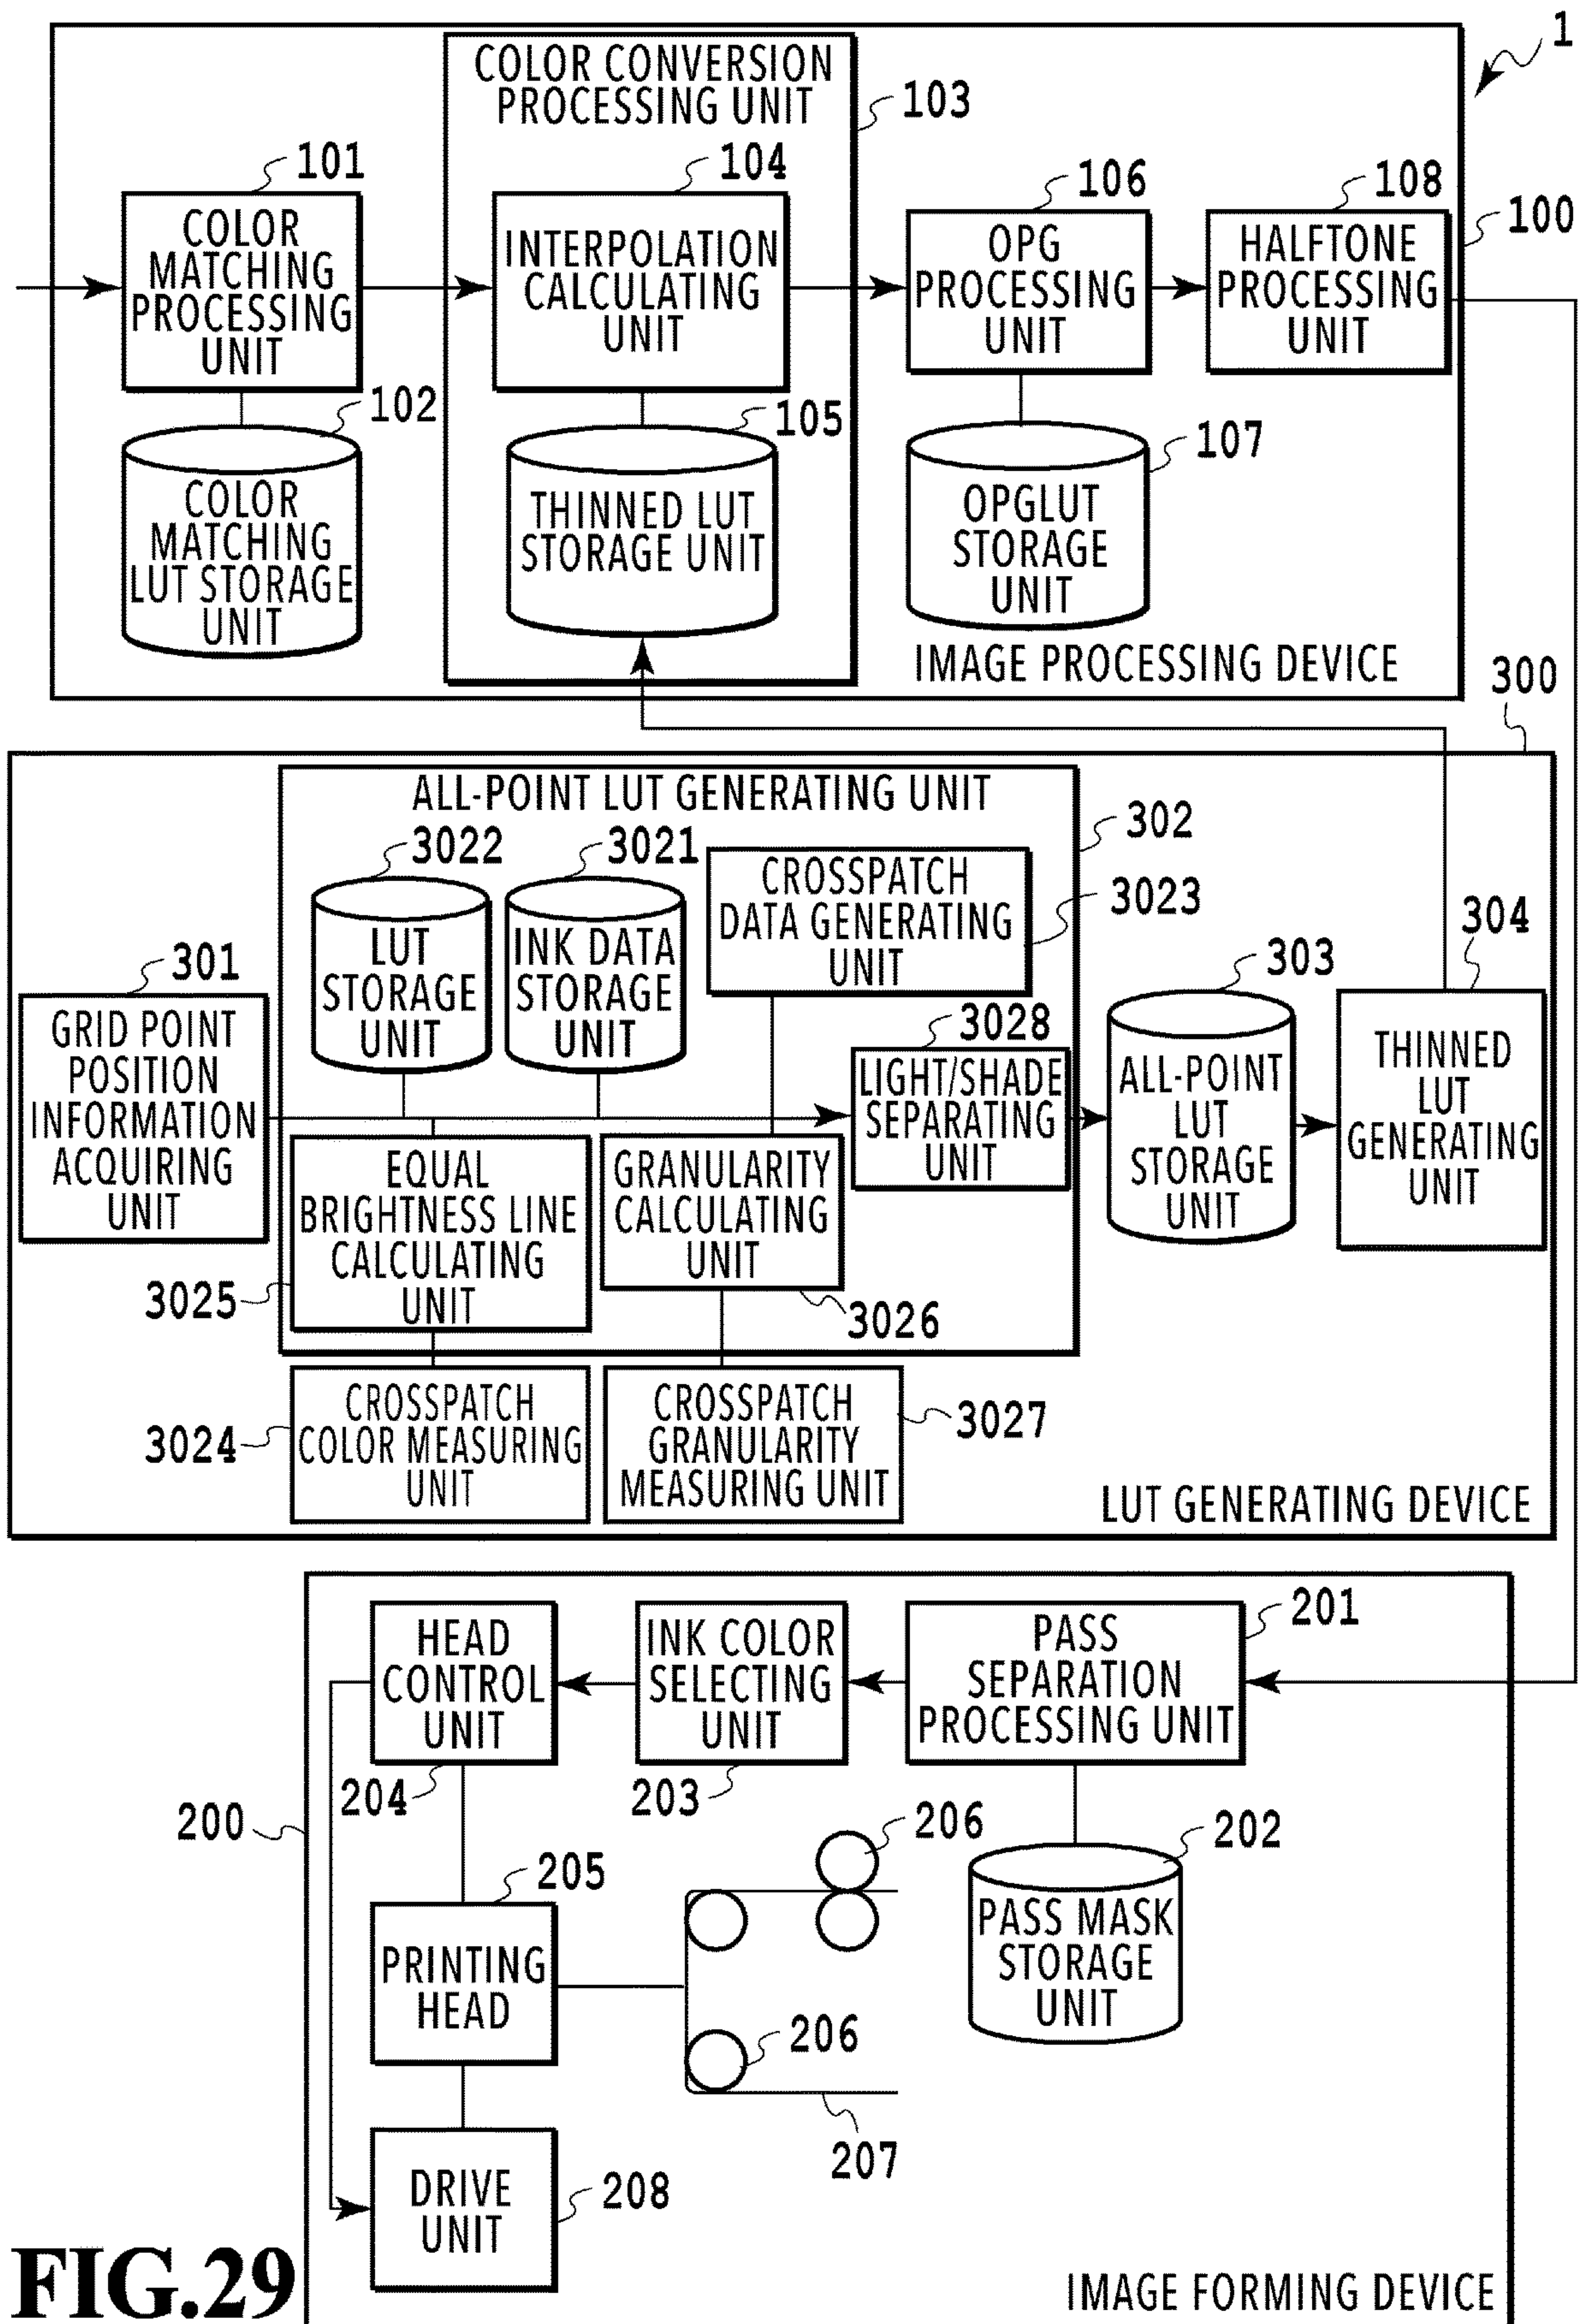 1
COLOR CONVERSION
PROCESSING UNIT
103
101
104
106
108
100
COLOR
MATCHING
PROCESSING
UNIT
INTERPOLATION
CALCULATING
UNIT
OPG
PROCESSING
UNIT
HALFTONE
PROCESSING
UNIT
102
105
107
COLOR
MATCHING
LUT STORAGE
UNIT
THINNED LUT
STORAGE UNIT
OPGLUT
STORAGE
UNIT
IMAGE PROCESSING DEVICE
300
ALL-POINT LUT GENERATING UNIT
302
3022
3021
CROSSPATCH
DATA GENERATING
UNIT
3023
304
LUT
STORAGE
UNIT
INK DATA
STORAGE
UNIT
301
303
GRID POINT
POSITION
INFORMATION
ACQUIRING
UNIT
3028
LIGHT/SHADE
SEPARATING
UNIT
ALL-POINT
LUT
STORAGE
UNIT
THINNED
LUT
GENERATING
UNIT
EQUAL
BRIGHTNESS LINE
CALCULATING
UNIT
GRANULARITY
CALCULATING
UNIT
3025
3026
CROSSPATCH
COLOR MEASURING
UNIT
3024
CROSSPATCH
GRANULARITY
MEASURING UNIT
3027
LUT GENERATING DEVICE
HEAD
CONTROL
UNIT
INK COLOR
SELECTING
UNIT
PASS
SEPARATION
PROCESSING UNIT
201
204
203
200
206
202
205
PRINTING
HEAD
PASS MASK
STORAGE
UNIT
206
207
DRIVE
UNIT
208
IMAGE FORMING DEVICE
FIG.29